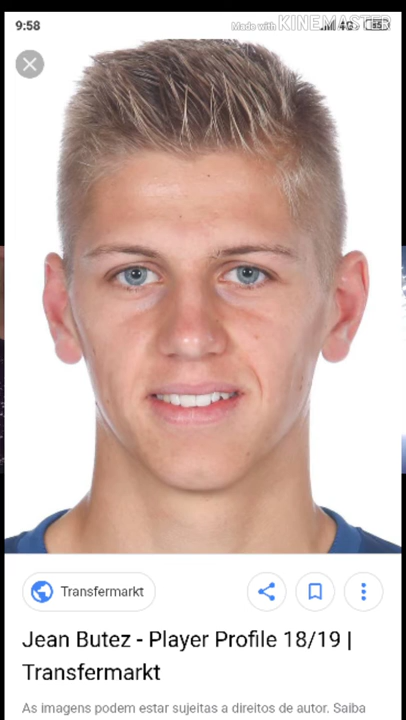 9:58
Made with KINEMASTER
4G
Transfermarkt
Jean Butez - Player Profile 18/19 |
Transfermarkt
As imagens podem estar sujeitas a direitos de autor. Saiba